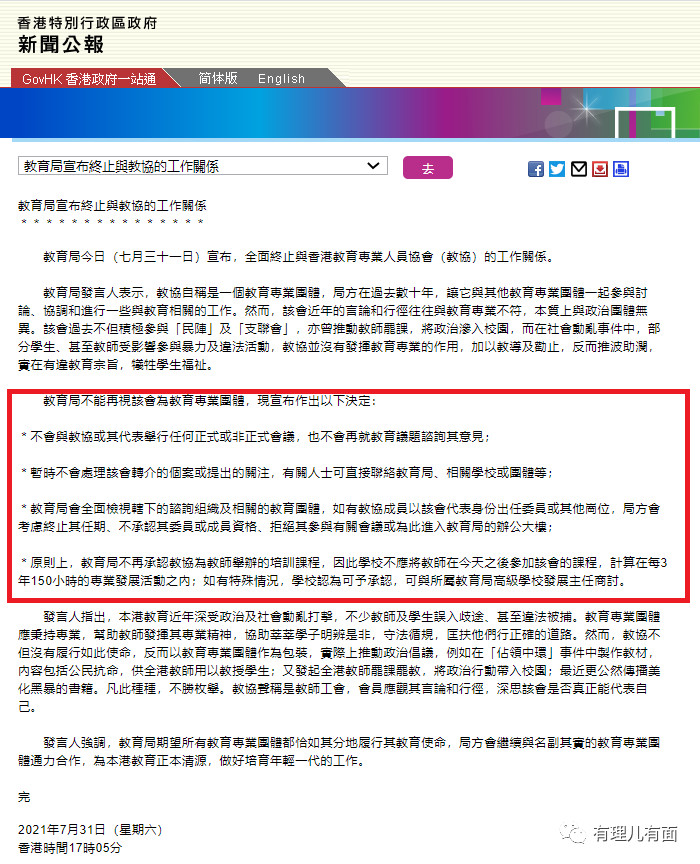 香港特別行政區政府
新聞公報
GovHK 香港政府一站通 简体版 English
教育局宣布終止與教協的工作關係 去
教育局宣布終止與教協的工作關係
＊＊＊＊＊＊＊＊＊＊＊＊＊＊＊
教育局今日（七月三十一日）宣布，全面終止與香港教育專業人員協會（教協）的工作關係。
教育局發言人表示，教協自稱是一個教育專業團體，局方在過去數十年，讓它與其他教育專業團體一起參與討
論、協調和進行一些與教育相關的工作。然而，該會近年的言論和行徑往往與教育專業不符，本質上與政治團體無
異。該會過去不但積極參與「民陣」及「支聯會」，亦曾推動教師罷課，將政治滲入校園，而在社會動亂事件中，部
分學生、甚至教師受影響參與暴力及違法活動，教協並沒有發揮教育專業的作用，加以教導及勸止，反而推波助瀾，
實在有違教育宗旨，犧牲學生福祉。
教育局不能再視該會為教育專業團體，現宣布作出以下決定：
＊不會與教協或其代表舉行任何正式或非正式會議，也不會再就教育議題諮詢其意見；
＊暫時不會處理該會轉介的個案或提出的關注，有關人士可直接聯絡教育局、相關學校或團體等；
＊教育局會全面檢視轄下的諮詢組織及相關的教育團體，如有教協成員以該會代表身份出任委員或其他崗位，局方會
考慮終止其任期、不承認其委員或成員資格、拒絕其參與有關會議或為此進入教育局的辦公大樓；
＊原則上，教育局不再承認教協為教師舉辦的培訓課程，因此學校不應將教師在今天之後參加該會的課程，計算在每3
年150小時的專業發展活動之內；如有特殊情況，學校認為可予承認，可與所屬教育局高級學校發展主任商討。
發言人指出，本港教育近年深受政治及社會動亂打擊，不少教師及學生誤入歧途、甚至違法被捕。教育專業團體
應秉持專業，幫助教師發揮其專業精神，協助莘莘學子明辨是非，守法循規，匡扶他們行正確的道路。然而，教協不
但沒有履行如此使命，反而以教育專業團體作為包裝，實際上推動政治倡議，例如在「佔領中環」事件中製作教材，
內容包括公民抗命，供全港教師用以教授學生；又發起全港教師罷課罷教，將政治行動帶入校園；最近更公然傳播美
化黑暴的書籍。凡此種種，不勝枚舉。教協聲稱是教師工會，會員應觀其言論和行徑，深思該會是否真正能代表自
己。
發言人強調，教育局期望所有教育專業團體都恰如其分地履行其教育使命，局方會繼續與名副其實的教育專業團
體通力合作，為本港教育正本清源，做好培育年輕一代的工作。
完
2021年7月31日（星期六）
香港時間17時05分
有理儿有面